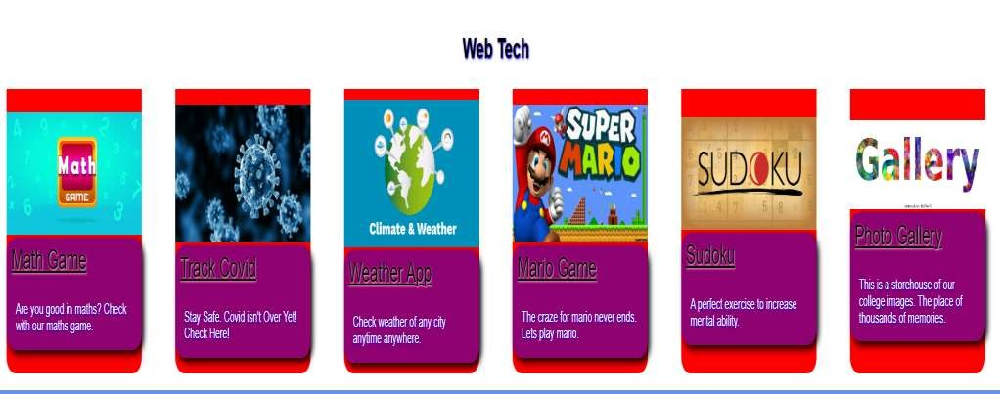 Web Tech
Math
GAME
Math Game
Are you good in maths? Check
with our maths game.
Track Covid
Stay Safe. Covid isn't Over Yet!
Check Here!
Climate & Weather
Weather App
Check weather of any city
anytime anywhere.
SUPER
MARIO
Mario Game
The craze for mario never ends.
Lets play mario.
SUDOKU
Sudoku
A perfect exercise to increase
mental ability.
Gallery
Photo Gallery
This is a storehouse of our
college images. The place of
thousands of memories.